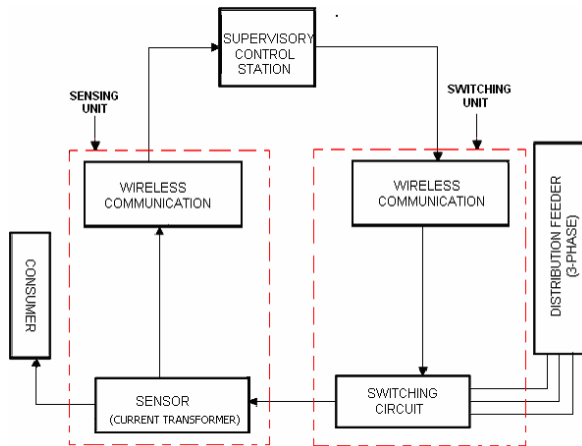 SUPERVISORY
CONTROL
STATION
SENSING
UNIT
SWITCHING
UNIT
WIRELESS
COMMUNICATION
WIRELESS
COMMUNICATION
DISTRIBUTION FEEDER
(3-PHASE)
CONSUMER
SENSOR
(CURRENT TRANSFORMER)
SWITCHING
CIRCUIT